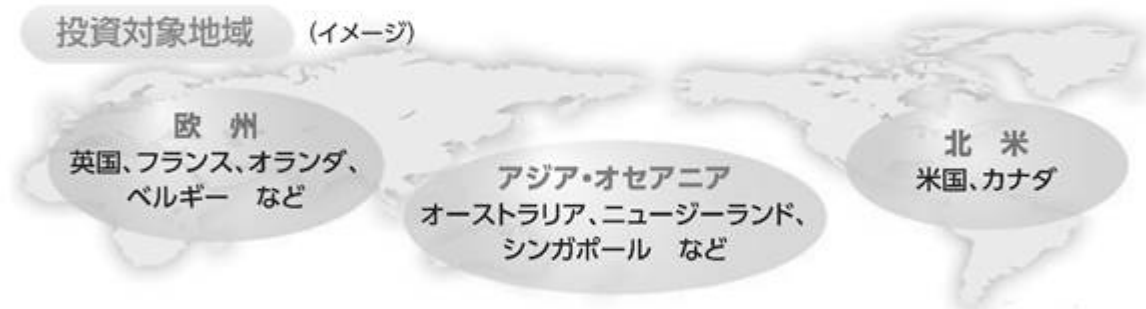 投資対象地域 （イメージ）
欧 州
英国、フランス、オランダ、
ベルギー など
アジア・オセアニア
オーストラリア、ニュージーランド、
シンガポール など
北 米
米国、カナダ